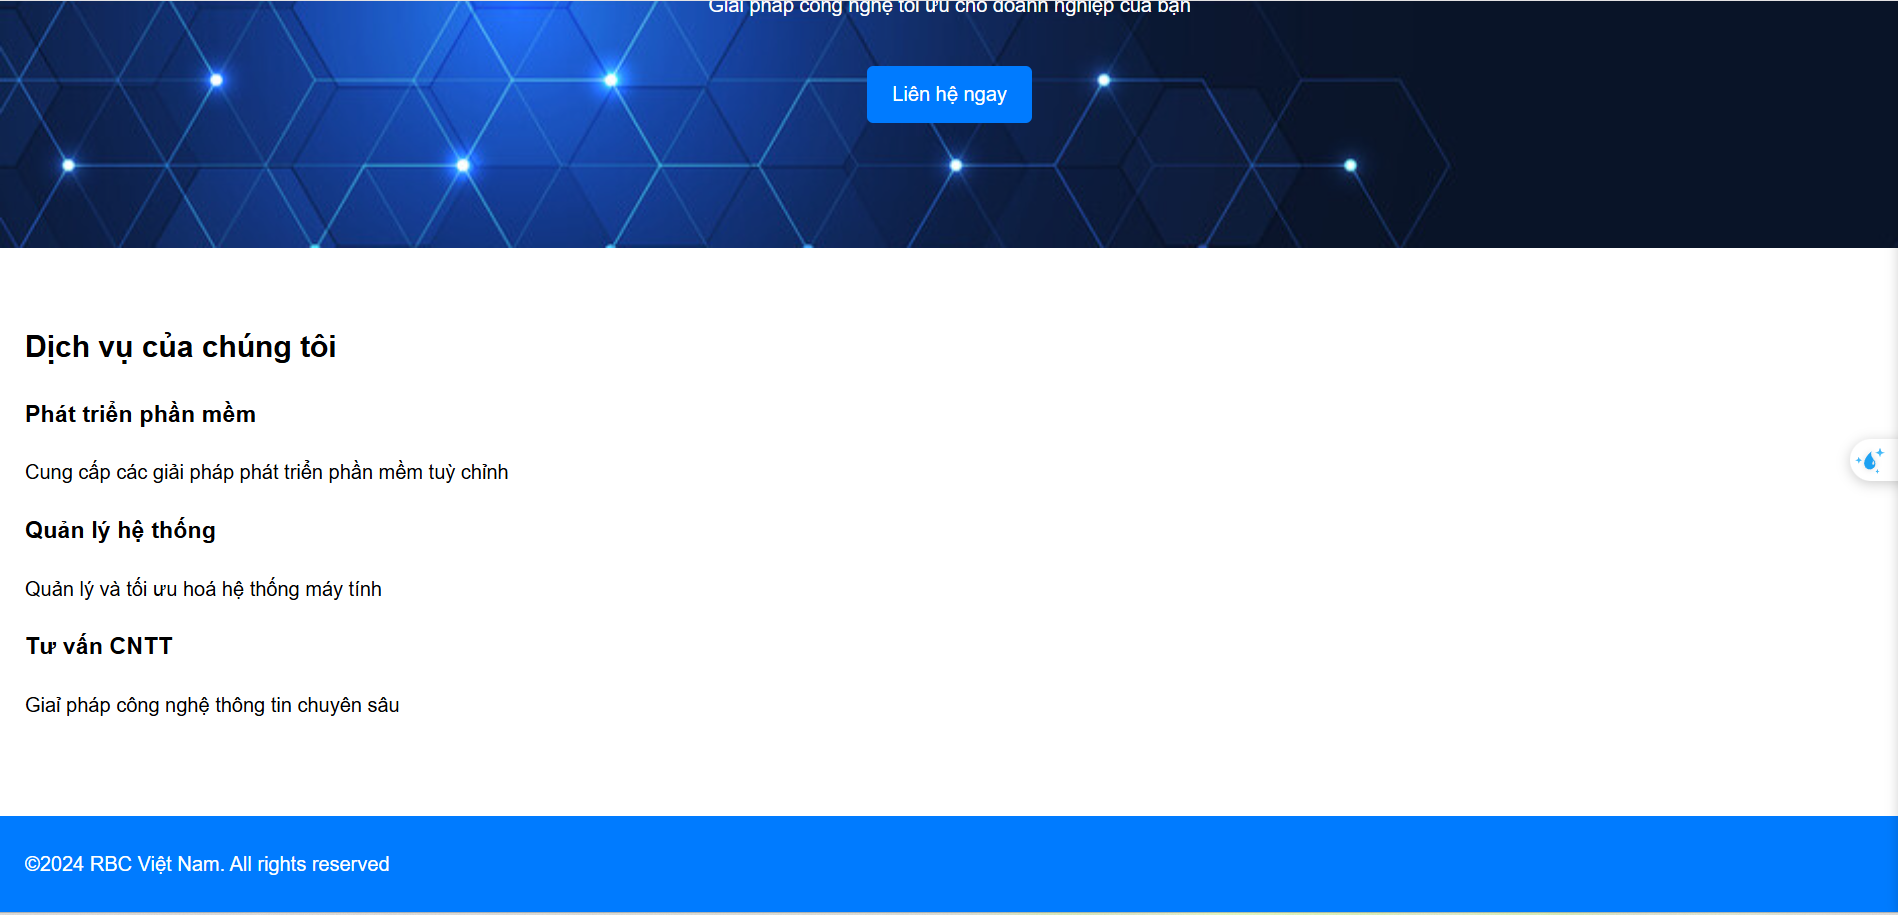 Giải pháp công nghệ tối ưu cho doanh nghiệp của bạn
Liên hệ ngay
Dịch vụ của chúng tôi
Phát triển phần mềm
Cung cấp các giải pháp phát triển phần mềm tuỳ chỉnh
Quản lý hệ thống
Quản lý và tối ưu hoá hệ thống máy tính
Tư vấn CNTT
Giaỉ pháp công nghệ thông tin chuyên sâu
©2024 RBC Việt Nam. All rights reserved